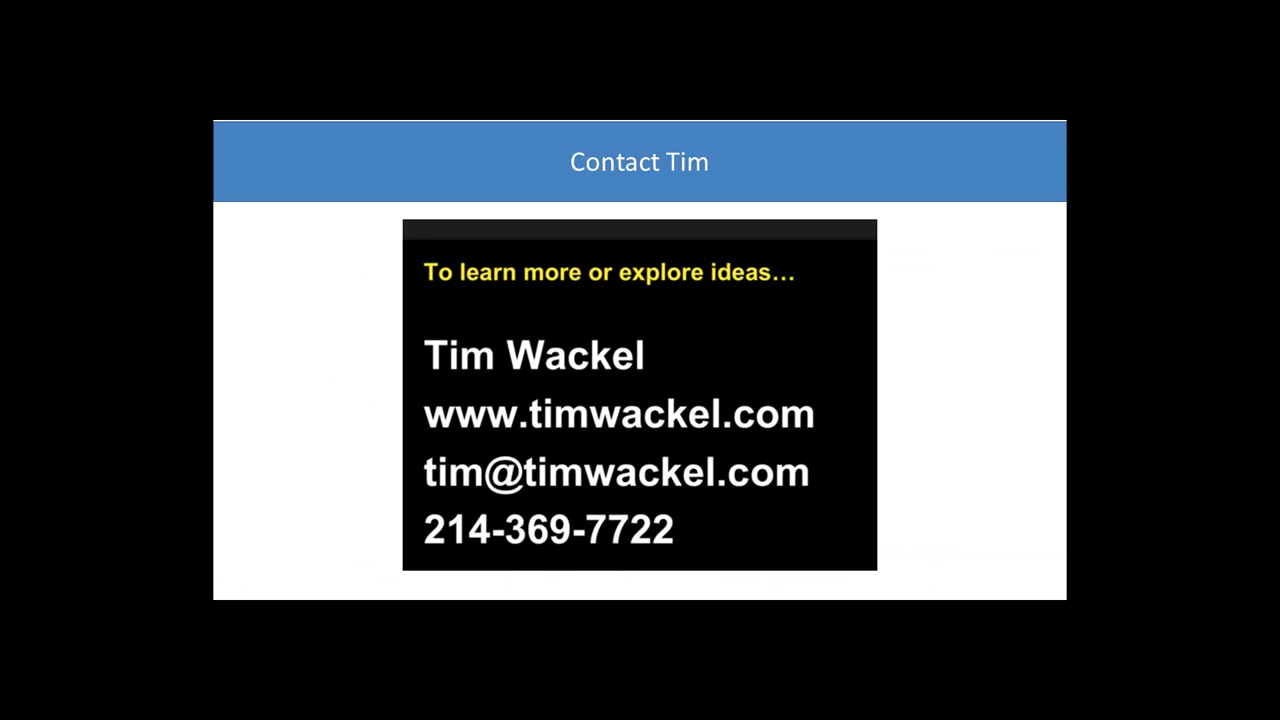 Contact Tim
To learn more or explore ideas…
Tim Wackel
www.timwackel.com
tim@timwackel.com
214-369-7722